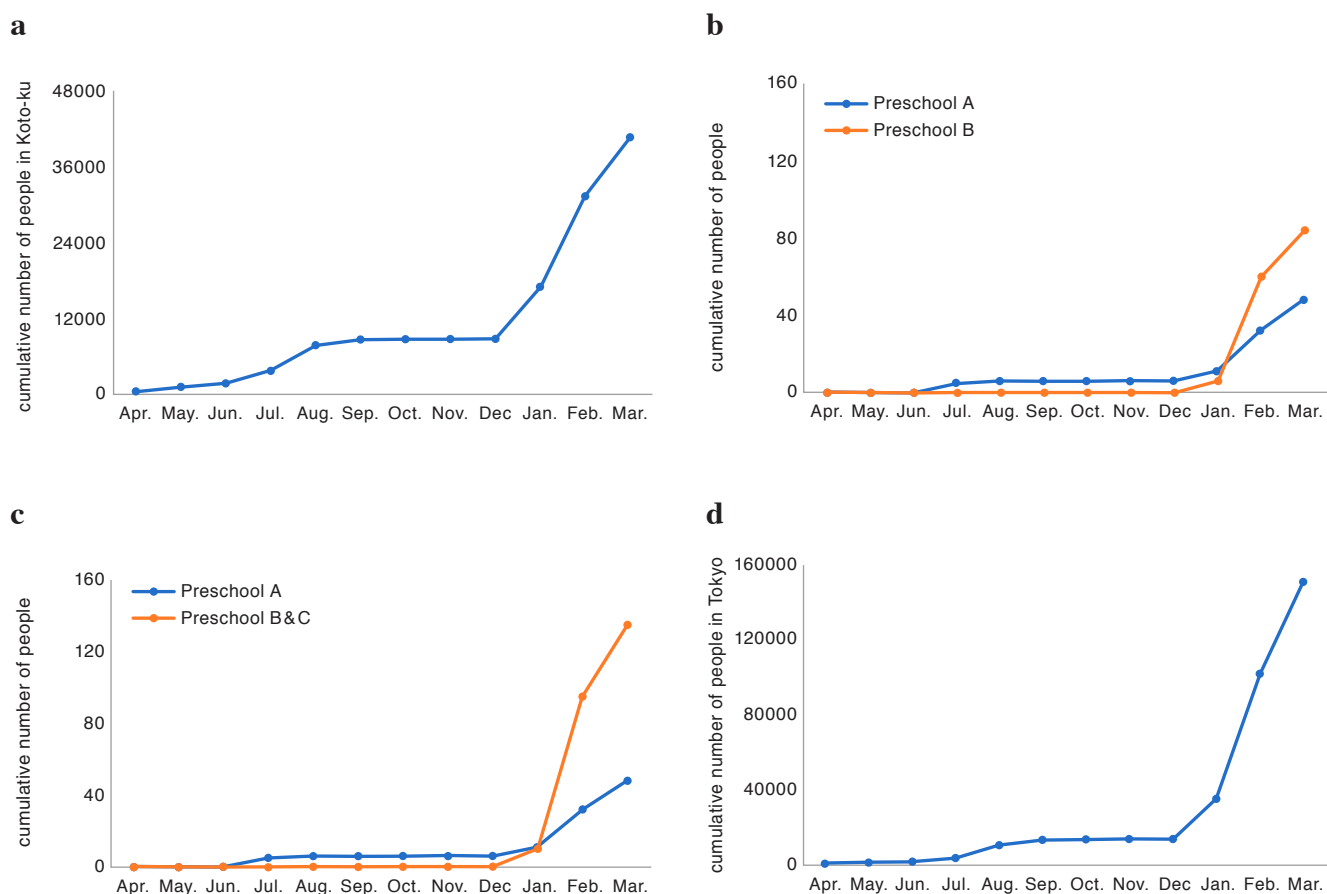 a
cumulative number of people in Koto-ku
48000
36000
24000
12000
0
Apr. May. Jun. Jul. Aug. Sep. Oct. Nov. Dec Jan. Feb. Mar.
b
cumulative number of people
160
120
80
40
0
Preschool A
Preschool B
Apr. May. Jun. Jul. Aug. Sep. Oct. Nov. Dec Jan. Feb. Mar.
c
cumulative number of people
160
120
80
40
0
Preschool A
Preschool B&C
Apr. May. Jun. Jul. Aug. Sep. Oct. Nov. Dec Jan. Feb. Mar.
d
cumulative number of people in Tokyo
160000
120000
80000
40000
0
Apr. May. Jun. Jul. Aug. Sep. Oct. Nov. Dec Jan. Feb. Mar.